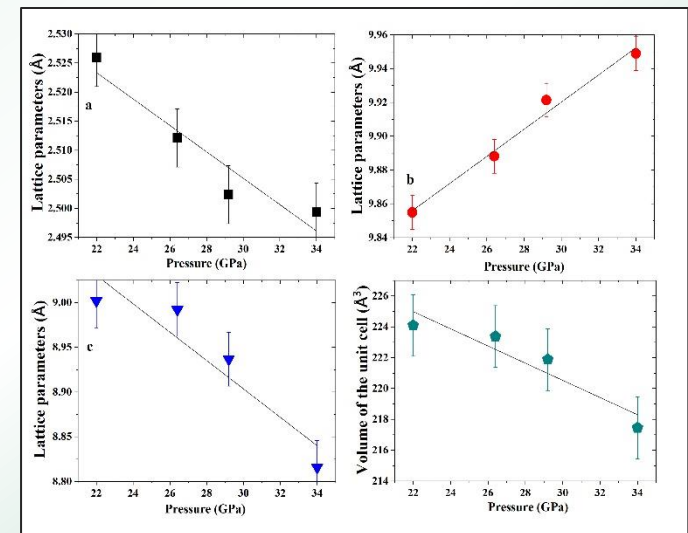 Lattice parameters (Å)
2.530
2.525
2.520
2.515
2.510
2.505
2.500
2.495
a
22 24 26 28 30 32 34
Pressure (GPa)
Lattice parameters (Å)
9.96
9.94
9.92
9.90
9.88
9.86
9.84
b
22 24 26 28 30 32 34
Pressure (GPa)
Lattice parameters (Å)
9.00
8.95
8.90
8.85
8.80
c
22 24 26 28 30 32 34
Pressure (GPa)
Volume of the unit cell (Å³)
226
224
222
220
218
216
214
22 24 26 28 30 32 34
Pressure (GPa)